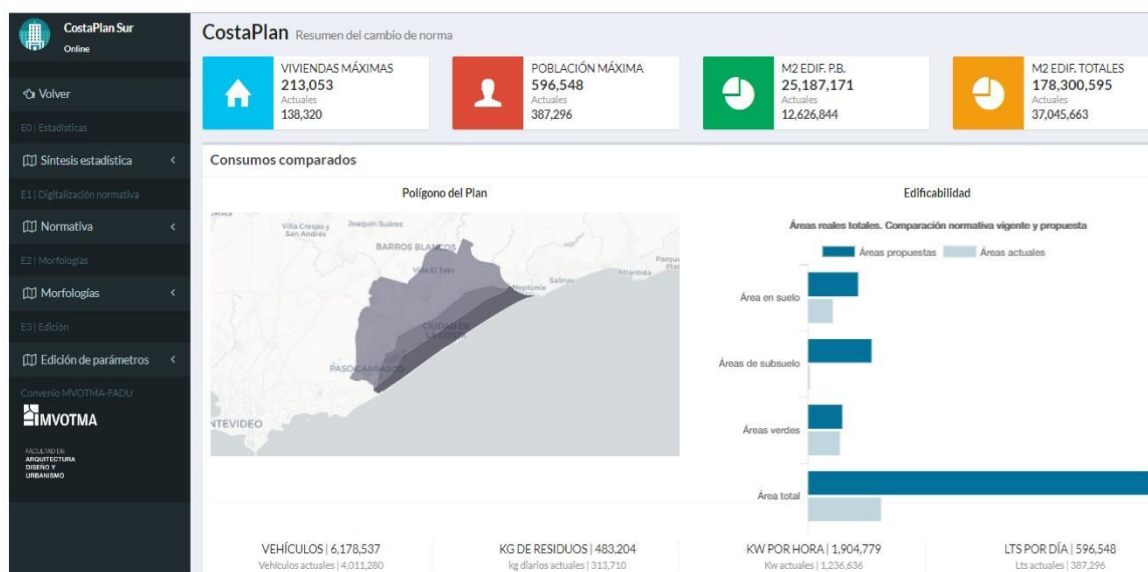 CostaPlan Sur
Online
Volver
E0 | Estadísticas
Síntesis estadística
E1 | Digitalización normativa
Normativa
E2 | Morfologías
Morfologías
E3 | Edición
Edición de parámetros
Convenio MVOTMA-FADU
MVOTMA
FACULTAD DE
ARQUITECTURA
DISEÑO Y
URBANISMO
CostaPlan Resumen del cambio de norma
VIVIENDAS MÁXIMAS
213,053
Actuales
138,320
POBLACIÓN MÁXIMA
596,548
Actuales
387,296
M2 EDIF. P.B.
25,187,171
Actuales
12,626,844
M2 EDIF. TOTALES
178,300,595
Actuales
37,045,663
Consumos comparados
Polígono del Plan
Villa Crespo y
San Andrés
Joaquín Suárez
BARROS BLANCOS
Villa El Tato
Neptunia
Salinas
Atlántida
Parque
CIUDAD DE
LA COSTA
PASO CARRASCO
NTEVIDEO
Edificabilidad
Áreas reales totales. Comparación normativa vigente y propuesta
Áreas propuestas
Áreas actuales
Área en suelo
Áreas de subsuelo
Áreas verdes
Área total
VEHÍCULOS | 6,178,537
Vehículos actuales | 4,011,280
KG DE RESIDUOS | 483,204
kg diarios actuales | 313,710
KW POR HORA | 1,904,779
Kw actuales | 1,236,636
LTS POR DÍA | 596,548
Lts actuales | 387,296